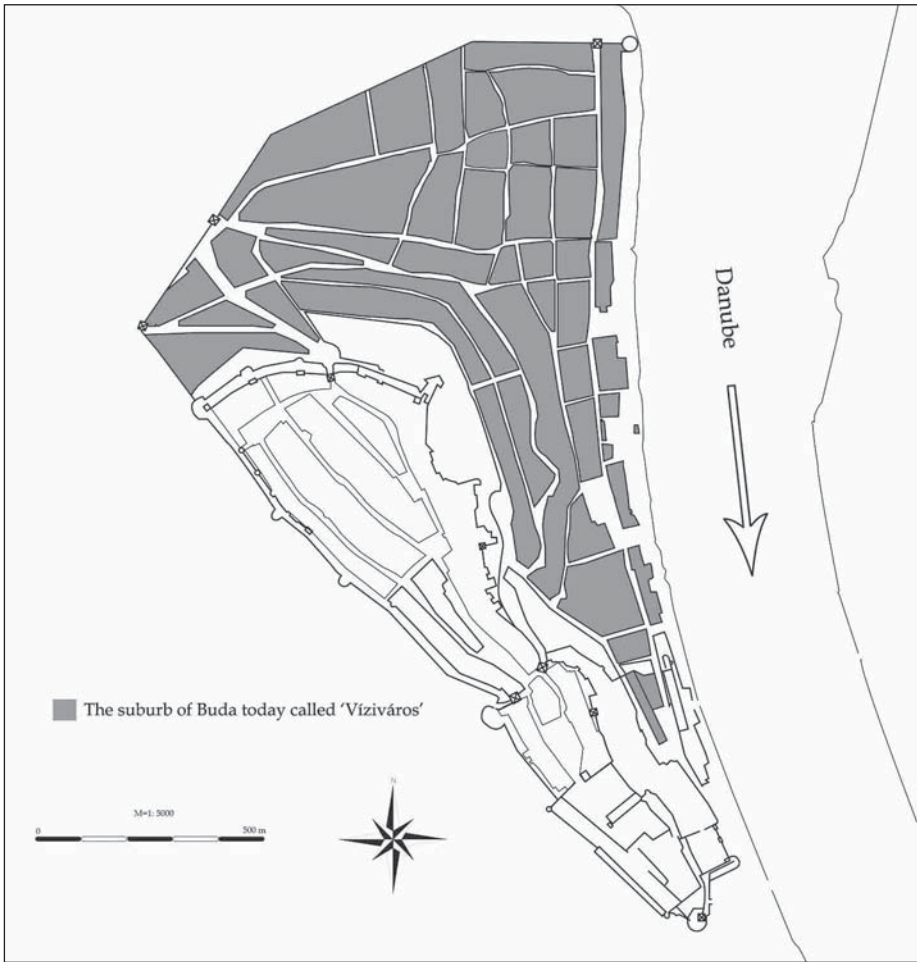 Danube
The suburb of Buda today called ‘Víziváros’
N
M=1: 5000
0
500 m